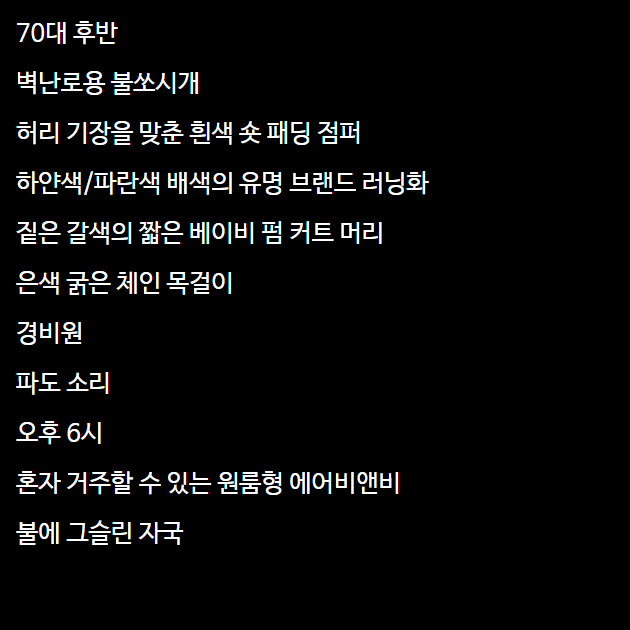 70대 후반
벽난로용 불쏘시개
허리 기장을 맞춘 흰색 숏 패딩 점퍼
하얀색/파란색 배색의 유명 브랜드 러닝화
짙은 갈색의 짧은 베이비 펌 커트 머리
은색 굵은 체인 목걸이
경비원
파도 소리
오후 6시
혼자 거주할 수 있는 원룸형 에어비앤비
불에 그슬린 자국